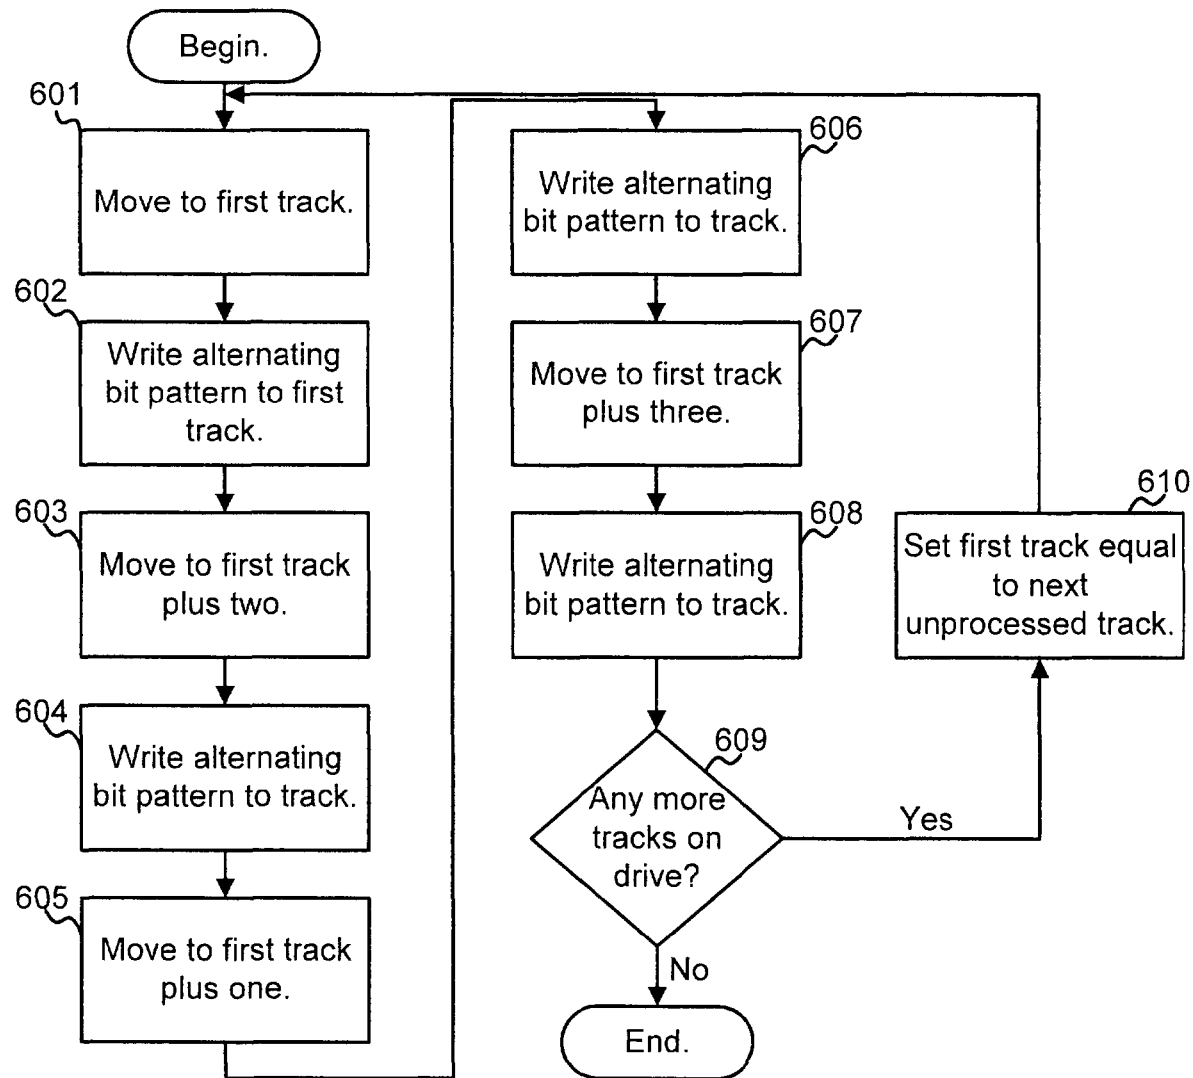 Begin.
601
Move to first track.
602
Write alternating
bit pattern to first
track.
603
Move to first track
plus two.
604
Write alternating
bit pattern to track.
605
Move to first track
plus one.
606
Write alternating
bit pattern to track.
607
Move to first track
plus three.
608
Write alternating
bit pattern to track.
609
Any more
tracks on
drive?
Yes
No
End.
610
Set first track equal
to next
unprocessed track.